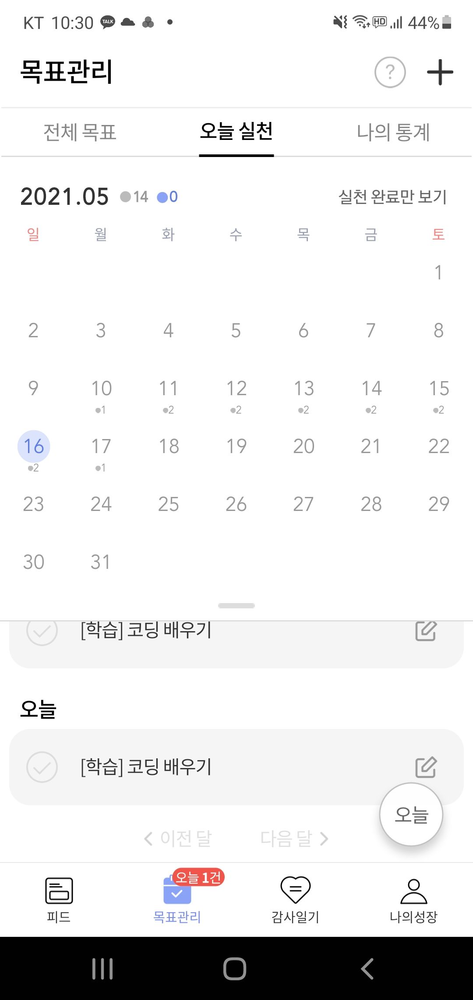 KT 10:30 TALK HD 44%
목표관리 ?
전체 목표 오늘 실천 나의 통계
2021.05 14 0 실천 완료만 보기
일 월 화 수 목 금 토
1
2 3 4 5 6 7 8
9 10 11 12 13 14 15
1 2 2 2 2 2
16 17 18 19 20 21 22
2 1
23 24 25 26 27 28 29
30 31
[학습] 코딩 배우기
오늘
[학습] 코딩 배우기
오늘
이전 달 다음 달
오늘 1건
피드 목표관리 감사일기 나의성장